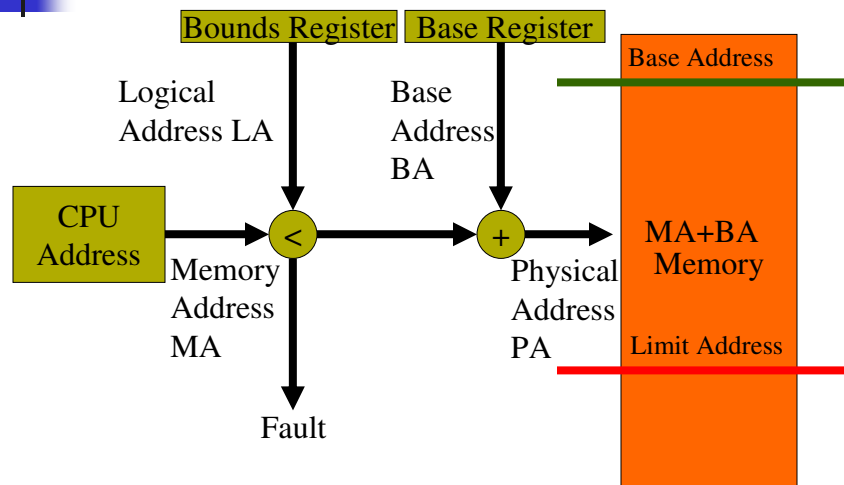 Bounds Register
Base Register
Base Address
Logical
Address LA
Base
Address
BA
CPU
Address
<
+
MA+BA
Memory
Memory
Address
MA
Physical
Address
PA
Limit Address
Fault